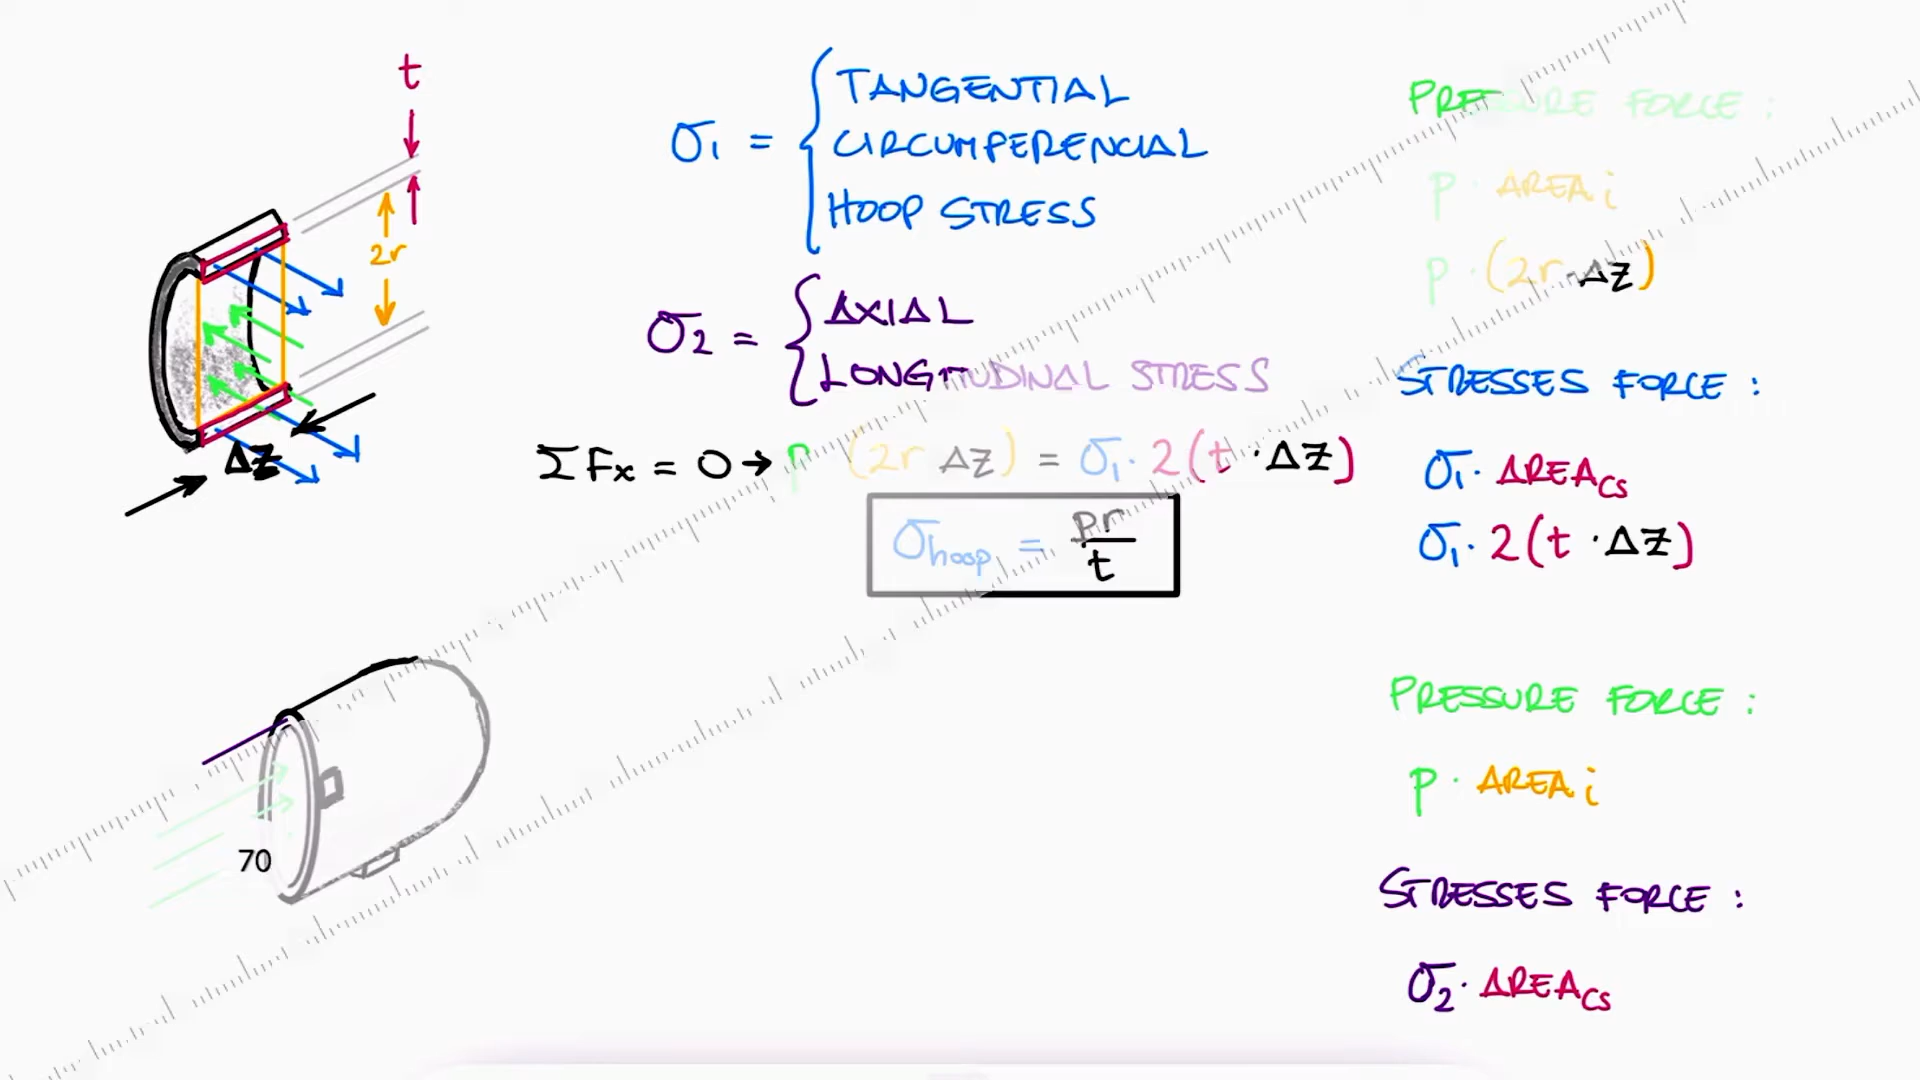 t
2r
Δz
σ1 = { TANGENTIAL
CIRCUMPERENCIAL
HOOP STRESS
σ2 = { AXIAL
LONGITUDINAL STRESS
ΣFx = 0 → p (2r Δz) = σ1 · 2(t · Δz)
σhoop = pr/t
PRESSURE FORCE :
p · AREAi
p · (2r · Δz)
STRESSES FORCE :
σ1 · AREACS
σ1 · 2(t · Δz)
70
PRESSURE FORCE :
p · AREAi
STRESSES FORCE :
σ2 · AREACS